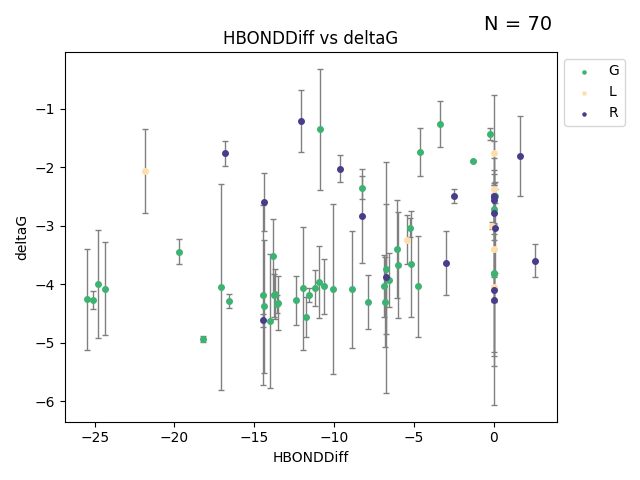 N = 70
HBONDDiff vs deltaG
G
L
R
deltaG
−1
−2
−3
−4
−5
−6
−25
−20
−15
−10
−5
0
HBONDDiff